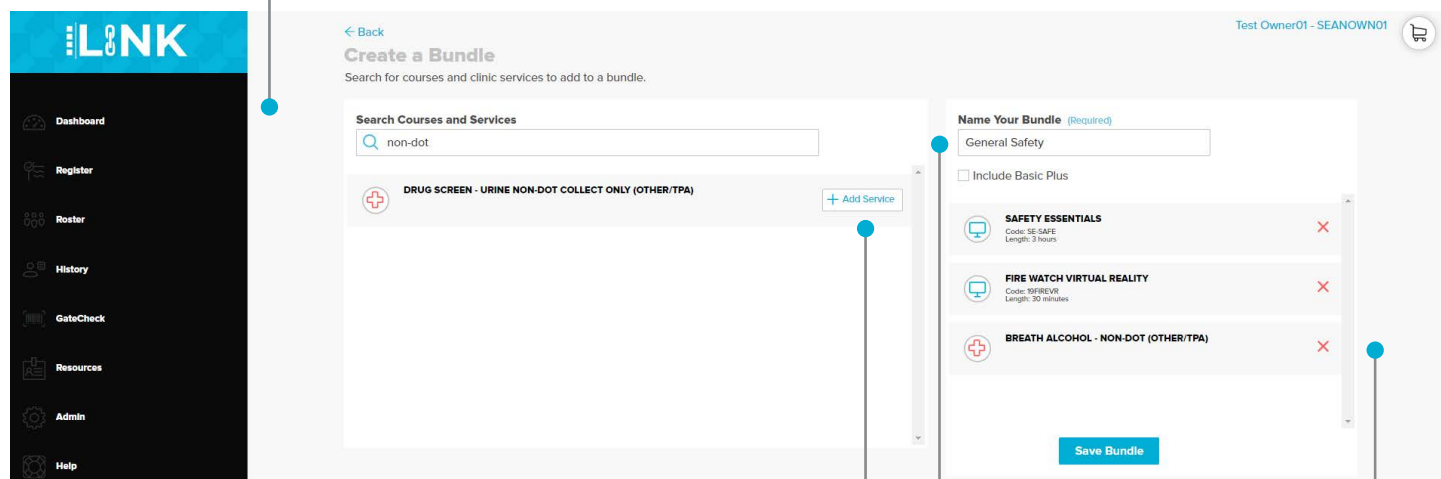 LINK
Dashboard
Register
Roster
History
GateCheck
Resources
Admin
Help
Back
Create a Bundle
Search for courses and clinic services to add to a bundle.
Test Owner01 - SEANOWN01
Search Courses and Services
non-dot
DRUG SCREEN - URINE NON-DOT COLLECT ONLY (OTHER/TPA)
+ Add Service
Name Your Bundle (Required)
General Safety
Include Basic Plus
SAFETY ESSENTIALS
Code: SE-SAFE
Length: 3 hours
FIRE WATCH VIRTUAL REALITY
Code: 19FIREVR
Length: 30 minutes
BREATH ALCOHOL - NON-DOT (OTHER/TPA)
Save Bundle